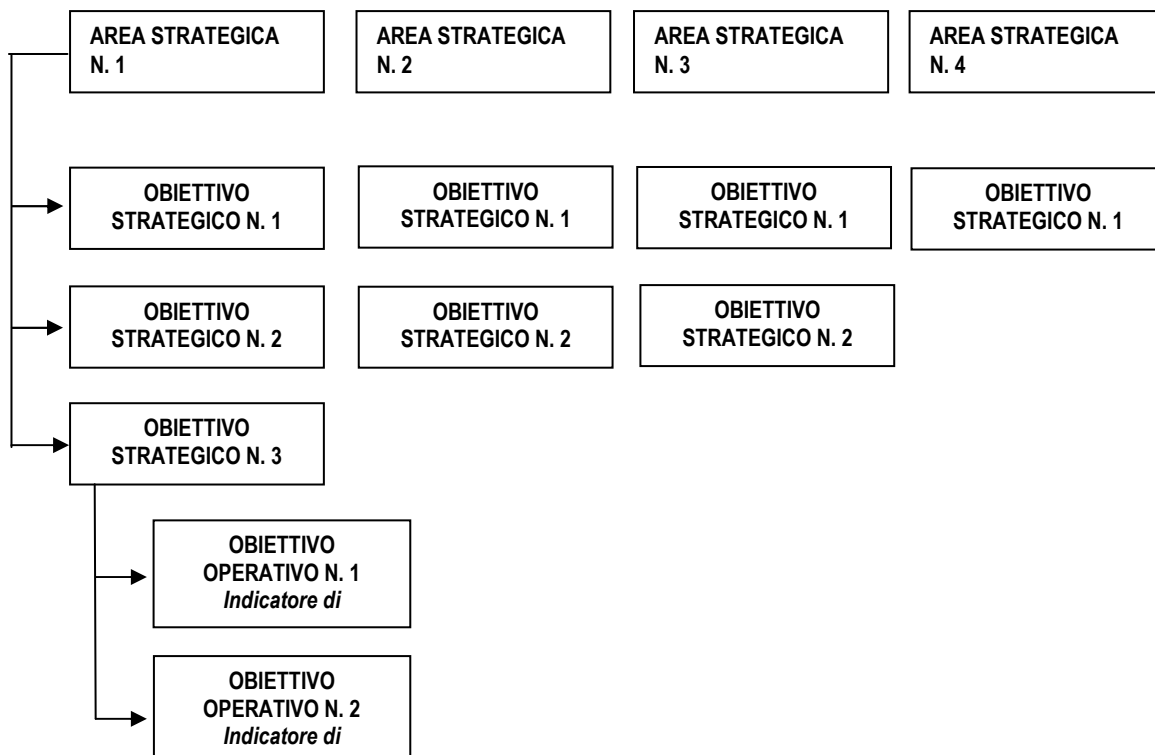 AREA STRATEGICA
N. 1
AREA STRATEGICA
N. 2
AREA STRATEGICA
N. 3
AREA STRATEGICA
N. 4
OBIETTIVO
STRATEGICO N. 1
OBIETTIVO
STRATEGICO N. 1
OBIETTIVO
STRATEGICO N. 1
OBIETTIVO
STRATEGICO N. 1
OBIETTIVO
STRATEGICO N. 2
OBIETTIVO
STRATEGICO N. 2
OBIETTIVO
STRATEGICO N. 2
OBIETTIVO
STRATEGICO N. 3
OBIETTIVO
OPERATIVO N. 1
Indicatore di
OBIETTIVO
OPERATIVO N. 2
Indicatore di